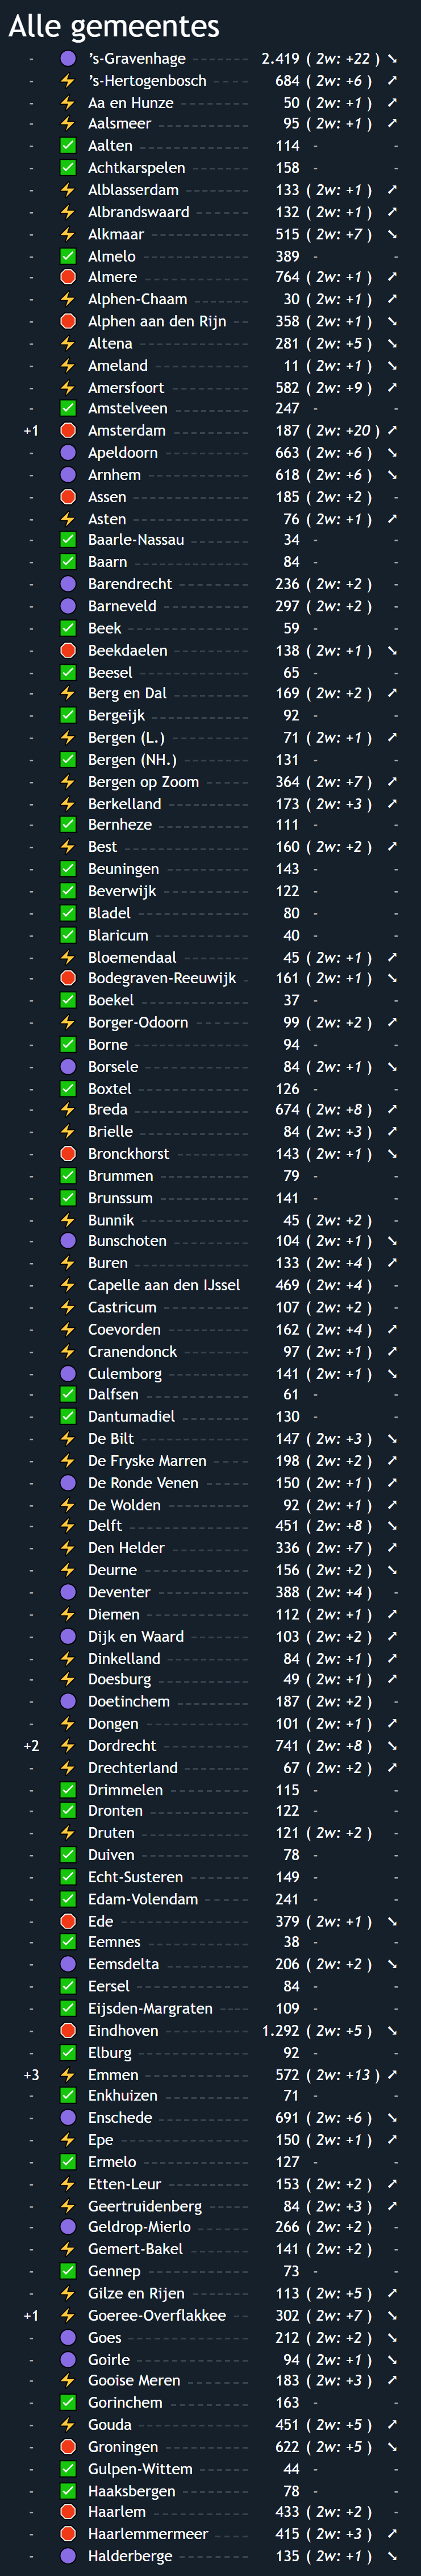 Alle gemeentes
- 's-Gravenhage 2.419 ( 2w: +22 )
- 's-Hertogenbosch 684 ( 2w: +6 )
- Aa en Hunze 50 ( 2w: +1 )
- Aalsmeer 95 ( 2w: +1 )
- Aalten 114 - -
- Achtkarspelen 158 - -
- Alblasserdam 133 ( 2w: +1 )
- Albrandswaard 132 ( 2w: +1 )
- Alkmaar 515 ( 2w: +7 )
- Almelo 389 - -
- Almere 764 ( 2w: +1 )
- Alphen-Chaam 30 ( 2w: +1 )
- Alphen aan den Rijn 358 ( 2w: +1 )
- Altena 281 ( 2w: +5 )
- Ameland 11 ( 2w: +1 )
- Amersfoort 582 ( 2w: +9 )
- Amstelveen 247 - -
+1 Amsterdam 187 ( 2w: +20 )
- Apeldoorn 663 ( 2w: +6 )
- Arnhem 618 ( 2w: +6 )
- Assen 185 ( 2w: +2 ) -
- Asten 76 ( 2w: +1 )
- Baarle-Nassau 34 - -
- Baarn 84 - -
- Barendrecht 236 ( 2w: +2 ) -
- Barneveld 297 ( 2w: +2 ) -
- Beek 59 - -
- Beekdaelen 138 ( 2w: +1 )
- Beesel 65 - -
- Berg en Dal 169 ( 2w: +2 )
- Bergeijk 92 - -
- Bergen (L.) 71 ( 2w: +1 )
- Bergen (NH.) 131 - -
- Bergen op Zoom 364 ( 2w: +7 )
- Berkelland 173 ( 2w: +3 )
- Bernheze 111 - -
- Best 160 ( 2w: +2 )
- Beuningen 143 - -
- Beverwijk 122 - -
- Bladel 80 - -
- Blaricum 40 - -
- Bloemendaal 45 ( 2w: +1 )
- Bodegraven-Reeuwijk 161 ( 2w: +1 )
- Boekel 37 - -
- Borger-Odoorn 99 ( 2w: +2 )
- Borne 94 - -
- Borsele 84 ( 2w: +1 )
- Boxtel 126 - -
- Breda 674 ( 2w: +8 )
- Brielle 84 ( 2w: +3 )
- Bronckhorst 143 ( 2w: +1 )
- Brummen 79 - -
- Brunssum 141 - -
- Bunnik 45 ( 2w: +2 ) -
- Bunschoten 104 ( 2w: +1 )
- Buren 133 ( 2w: +4 )
- Capelle aan den IJssel 469 ( 2w: +4 ) -
- Castricum 107 ( 2w: +2 ) -
- Coevorden 162 ( 2w: +4 )
- Cranendonck 97 ( 2w: +1 )
- Culemborg 141 ( 2w: +1 )
- Dalfsen 61 - -
- Dantumadiel 130 - -
- De Bilt 147 ( 2w: +3 )
- De Fryske Marren 198 ( 2w: +2 )
- De Ronde Venen 150 ( 2w: +1 )
- De Wolden 92 ( 2w: +1 )
- Delft 451 ( 2w: +8 )
- Den Helder 336 ( 2w: +7 )
- Deurne 156 ( 2w: +2 )
- Deventer 388 ( 2w: +4 ) -
- Diemen 112 ( 2w: +1 )
- Dijk en Waard 103 ( 2w: +2 )
- Dinkelland 84 ( 2w: +1 )
- Doesburg 49 ( 2w: +1 )
- Doetinchem 187 ( 2w: +2 ) -
- Dongen 101 ( 2w: +1 )
+2 Dordrecht 741 ( 2w: +8 )
- Drechterland 67 ( 2w: +2 )
- Drimmelen 115 - -
- Dronten 122 - -
- Druten 121 ( 2w: +2 ) -
- Duiven 78 - -
- Echt-Susteren 149 - -
- Edam-Volendam 241 - -
- Ede 379 ( 2w: +1 )
- Eemnes 38 - -
- Eemsdelta 206 ( 2w: +2 )
- Eersel 84 - -
- Eijsden-Margraten 109 - -
- Eindhoven 1.292 ( 2w: +5 )
- Elburg 92 - -
+3 Emmen 572 ( 2w: +13 )
- Enkhuizen 71 - -
- Enschede 691 ( 2w: +6 )
- Epe 150 ( 2w: +1 )
- Ermelo 127 - -
- Etten-Leur 153 ( 2w: +2 )
- Geertruidenberg 84 ( 2w: +3 )
- Geldrop-Mierlo 266 ( 2w: +2 ) -
- Gemert-Bakel 141 ( 2w: +2 ) -
- Gennep 73 - -
- Gilze en Rijen 113 ( 2w: +5 )
+1 Goeree-Overflakkee 302 ( 2w: +7 )
- Goes 212 ( 2w: +2 )
- Goirle 94 ( 2w: +1 )
- Gooise Meren 183 ( 2w: +3 )
- Gorinchem 163 - -
- Gouda 451 ( 2w: +5 )
- Groningen 622 ( 2w: +5 )
- Gulpen-Wittem 44 - -
- Haaksbergen 78 - -
- Haarlem 433 ( 2w: +2 ) -
- Haarlemmermeer 415 ( 2w: +3 )
- Halderberge 135 ( 2w: +1 )